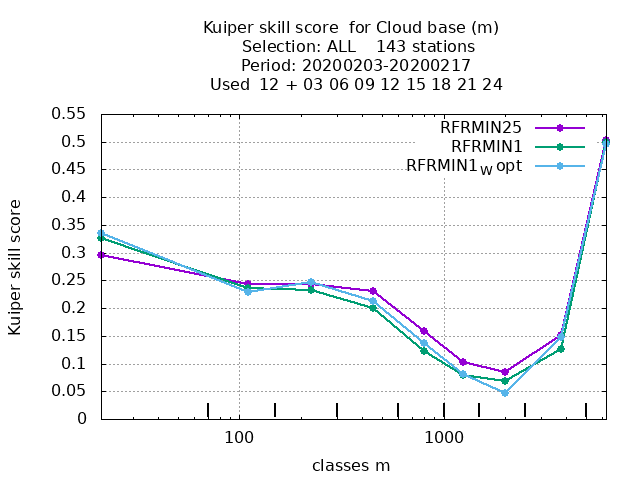 Kuiper skill score  for Cloud base (m)
Selection: ALL    143 stations
Period: 20200203-20200217
Used  12 + 03 06 09 12 15 18 21 24
0.55
0.5
0.45
0.4
0.35
0.3
0.25
0.2
0.15
0.1
0.05
0
Kuiper skill score
RFRMIN25
RFRMIN1
RFRMIN1W opt
100
1000
classes m